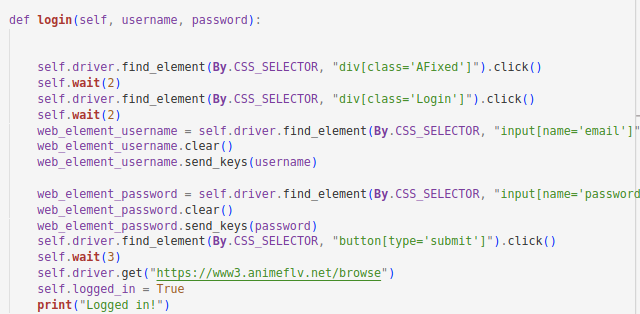 def login(self, username, password):
self.driver.find_element(By.CSS_SELECTOR, "div[class='AFixed']").click()
self.wait(2)
self.driver.find_element(By.CSS_SELECTOR, "div[class='Login']").click()
self.wait(2)
web_element_username = self.driver.find_element(By.CSS_SELECTOR, "input[name='email']"
web_element_username.clear()
web_element_username.send_keys(username)
web_element_password = self.driver.find_element(By.CSS_SELECTOR, "input[name='password
web_element_password.clear()
web_element_password.send_keys(password)
self.driver.find_element(By.CSS_SELECTOR, "button[type='submit']").click()
self.wait(3)
self.driver.get("https://www3.animeflv.net/browse")
self.logged_in = True
print("Logged in!")